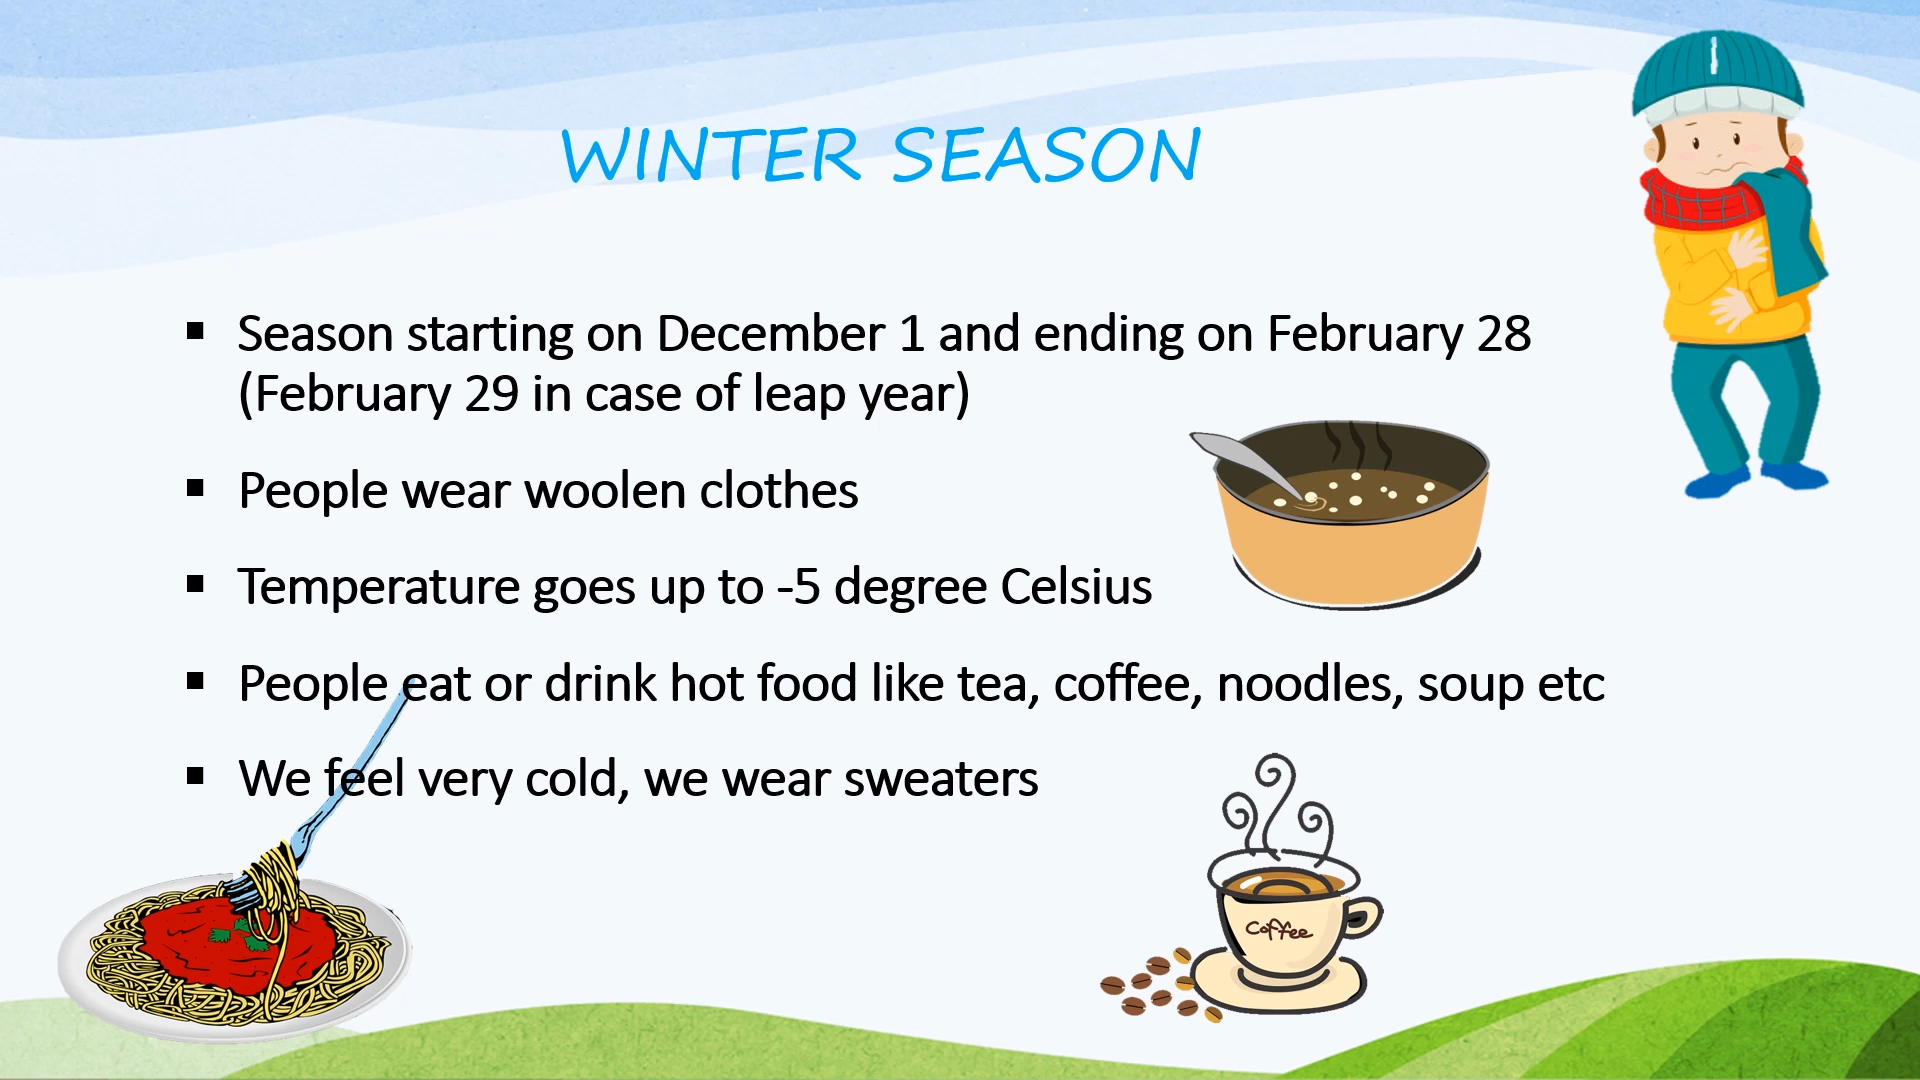 WINTER SEASON
▪ Season starting on December 1 and ending on February 28
(February 29 in case of leap year)
▪ People wear woolen clothes
▪ Temperature goes up to -5 degree Celsius
▪ People eat or drink hot food like tea, coffee, noodles, soup etc
▪ We feel very cold, we wear sweaters
Coffee